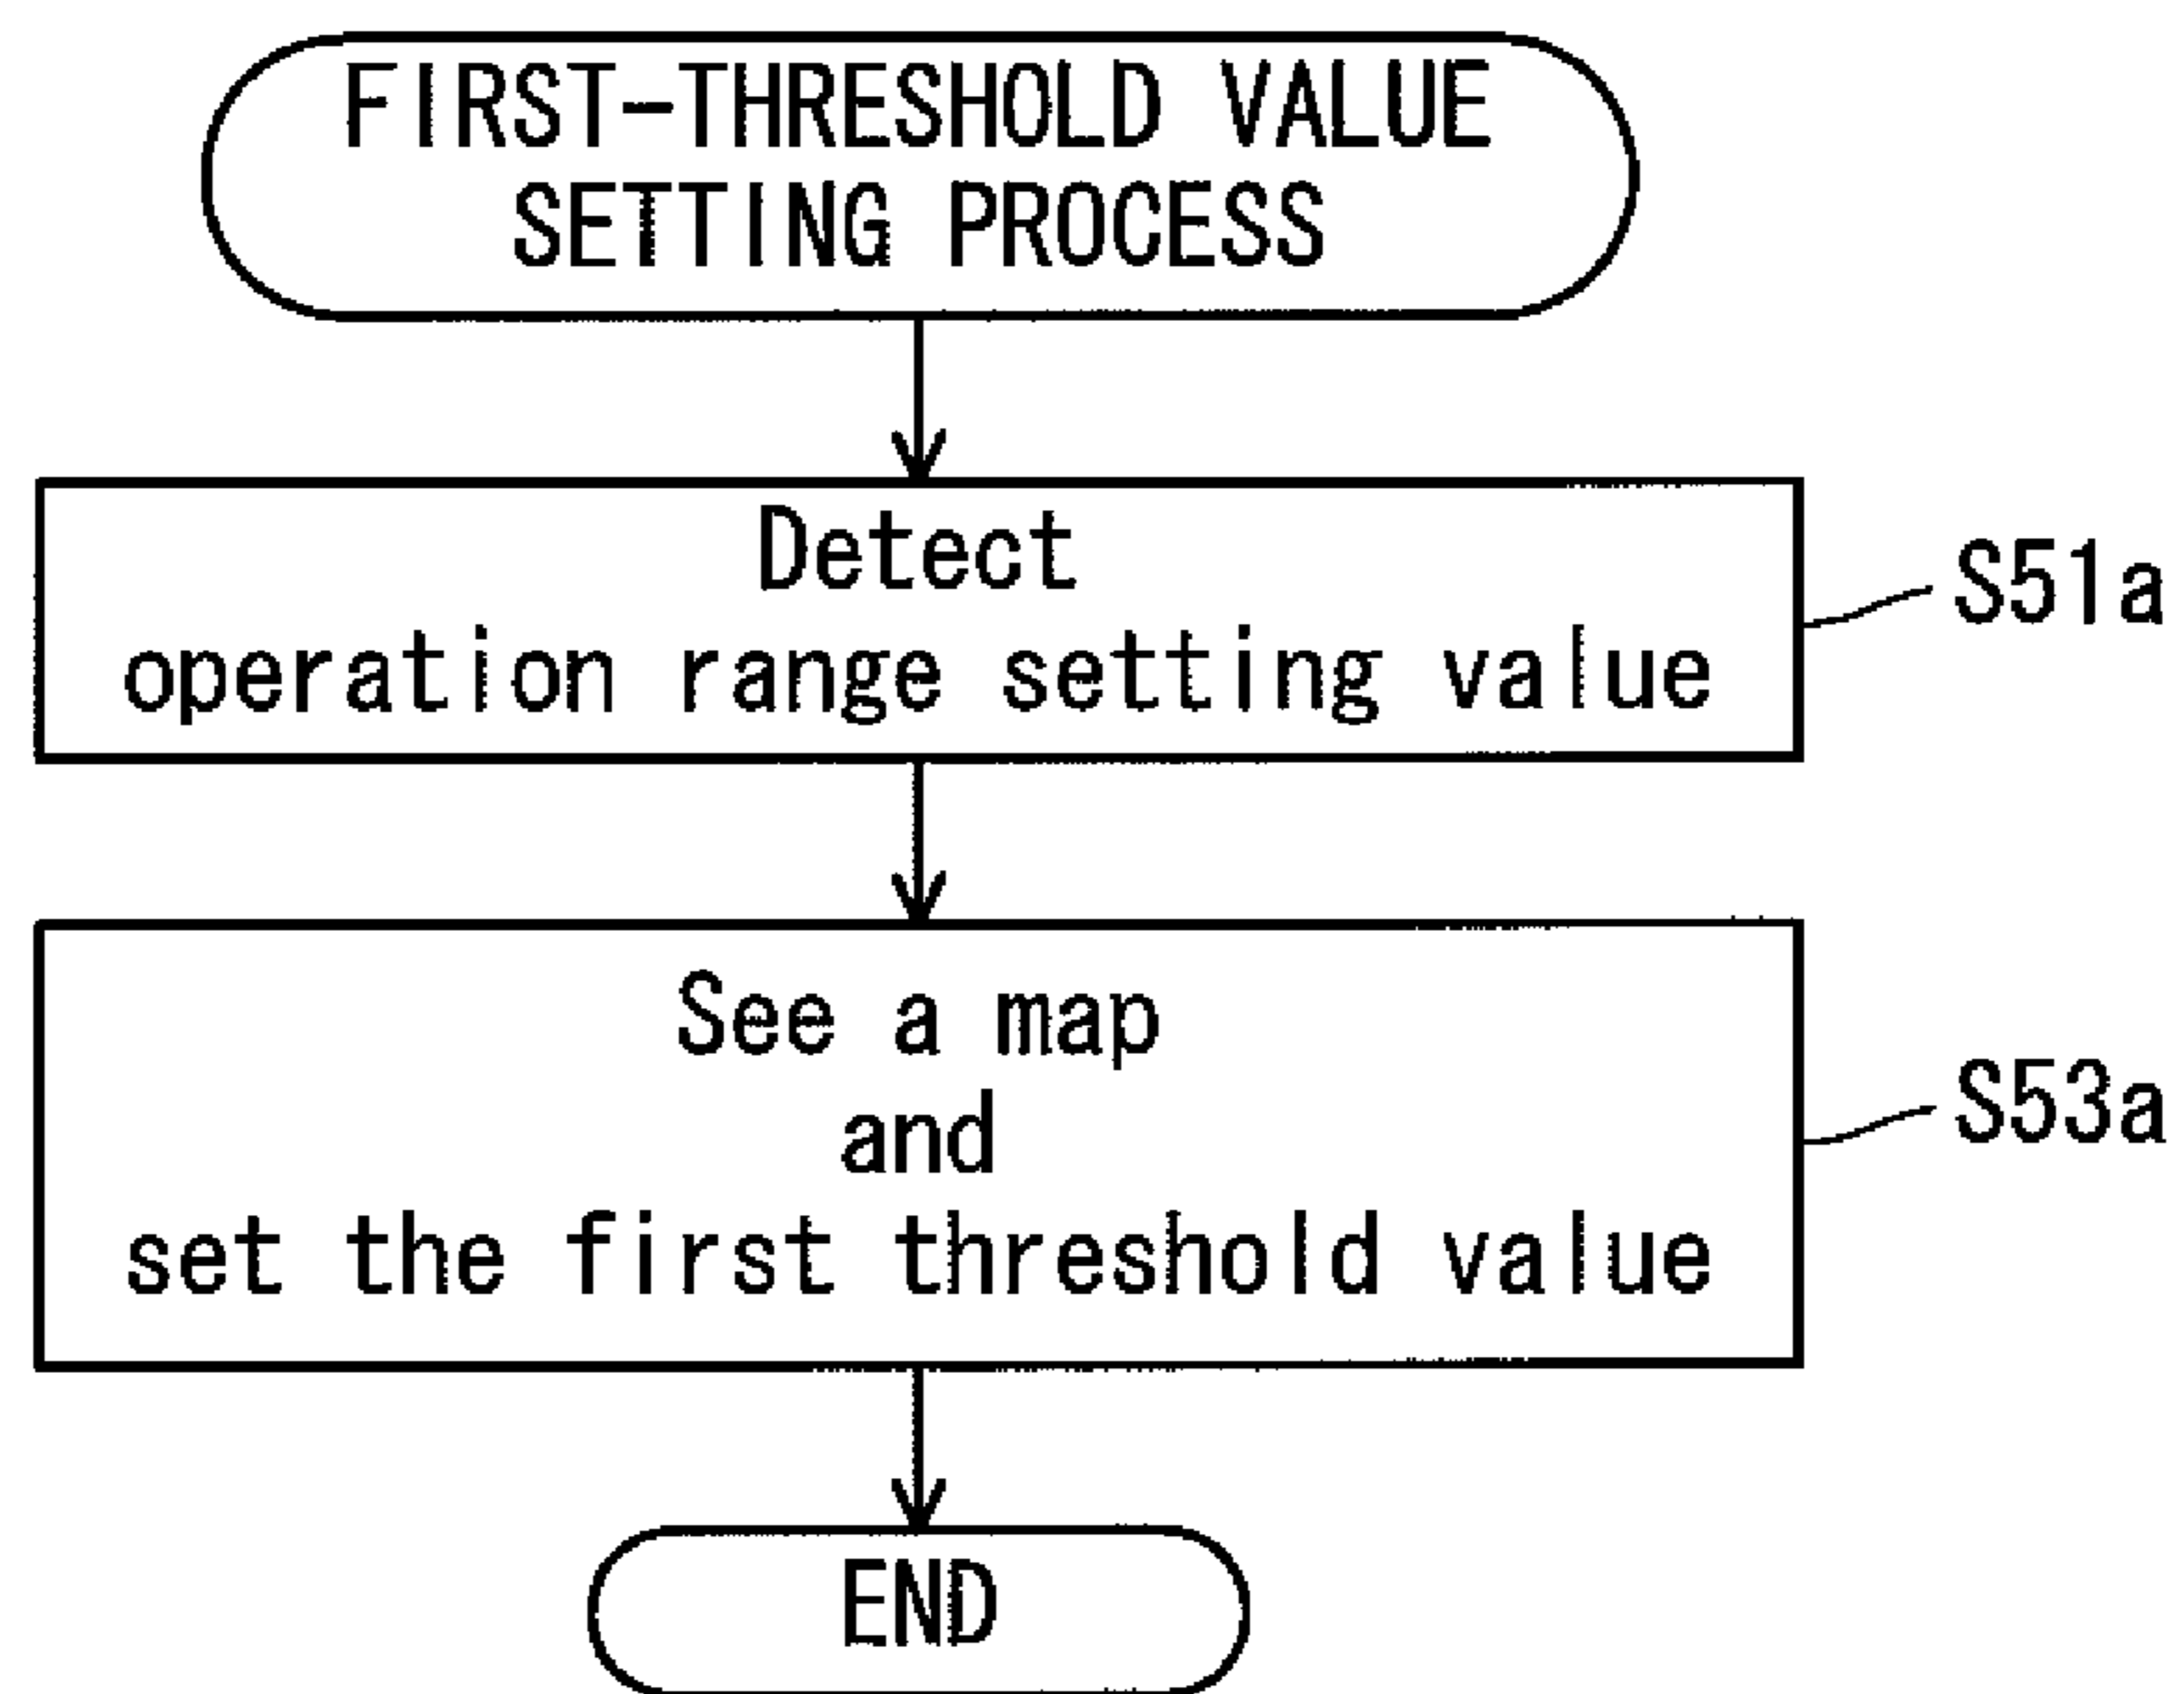 FIRST-THRESHOLD VALUE
SETTING PROCESS
Detect
operation range setting value
S51a
See a map
and
set the first threshold value
S53a
END